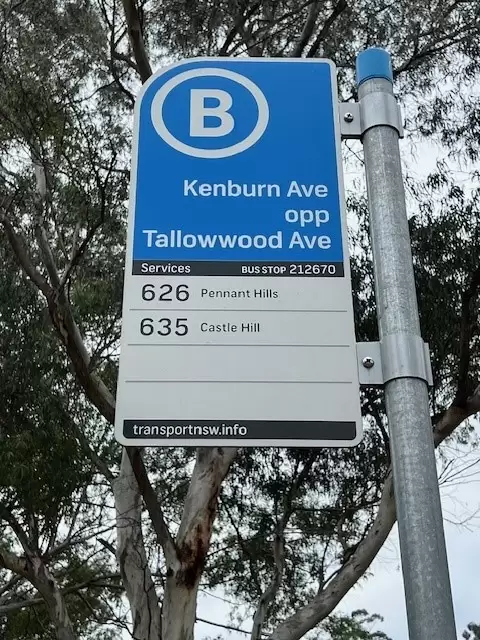 B
Kenburn Ave
opp
Tallowwood Ave
Services BUS STOP 212670
626 Pennant Hills
635 Castle Hill
transportnsw.info